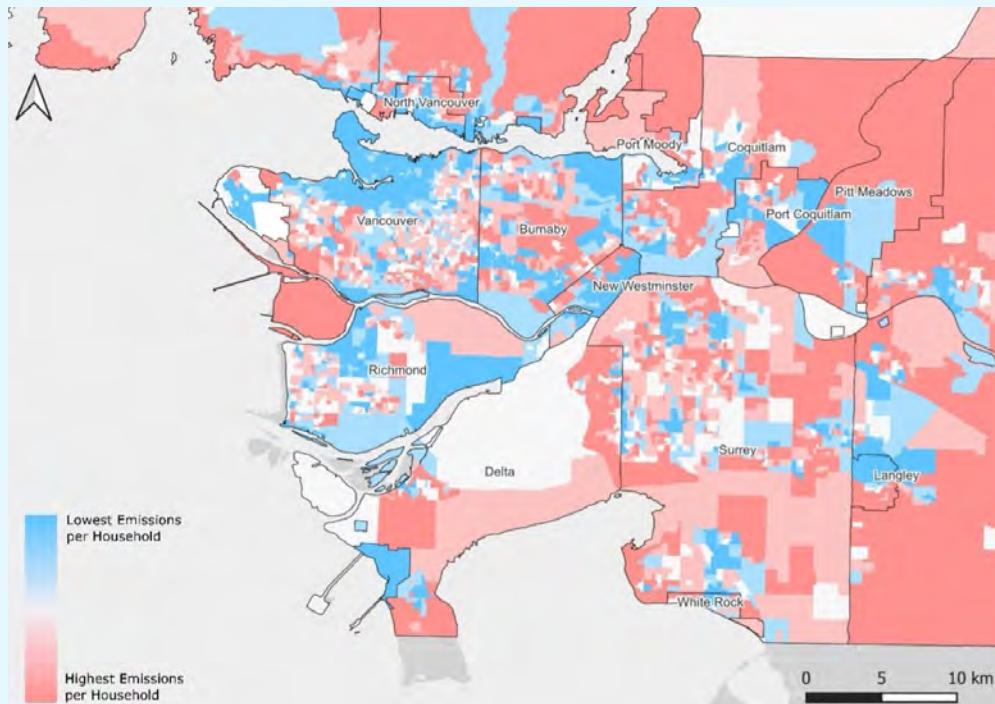 North Vancouver
Port Moody
Coquitlam
Pitt Meadows
Vancouver
Burnaby
Port Coquitlam
New Westminster
Richmond
Delta
Surrey
Langley
White Rock
Lowest Emissions
per Household
Highest Emissions
per Household
0 5 10 km